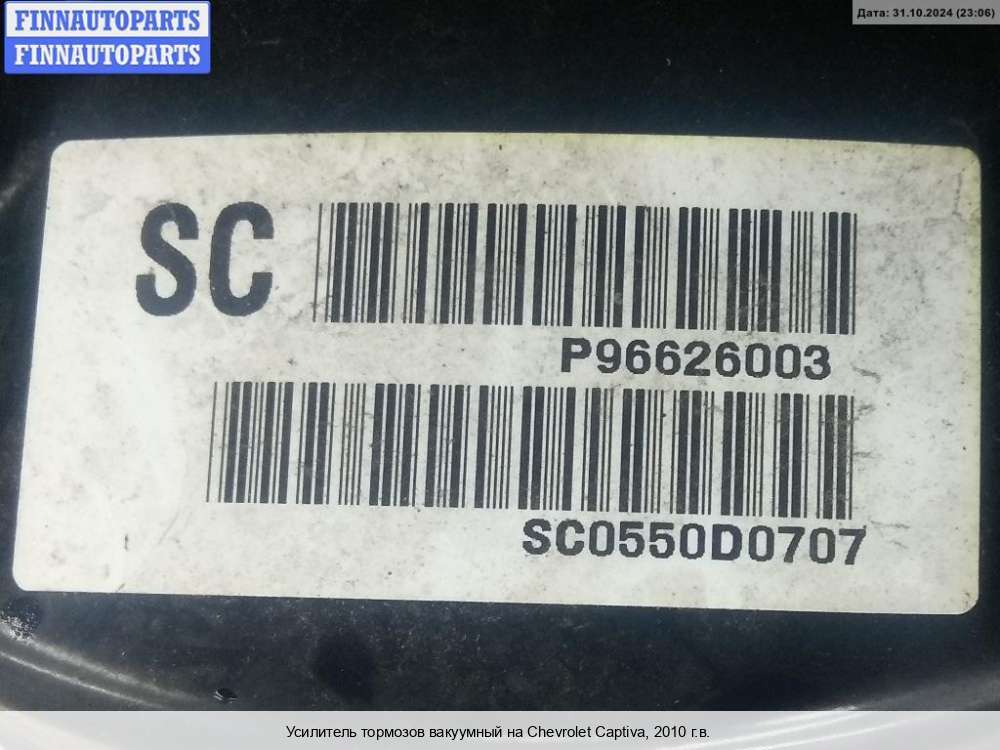 FINNAUTOPARTS
FINNAUTOPARTS
Дата: 31.10.2024 (23:06)
SC
P96626003
SC0550D0707
Усилитель тормозов вакуумный на Chevrolet Captiva, 2010 г.в.